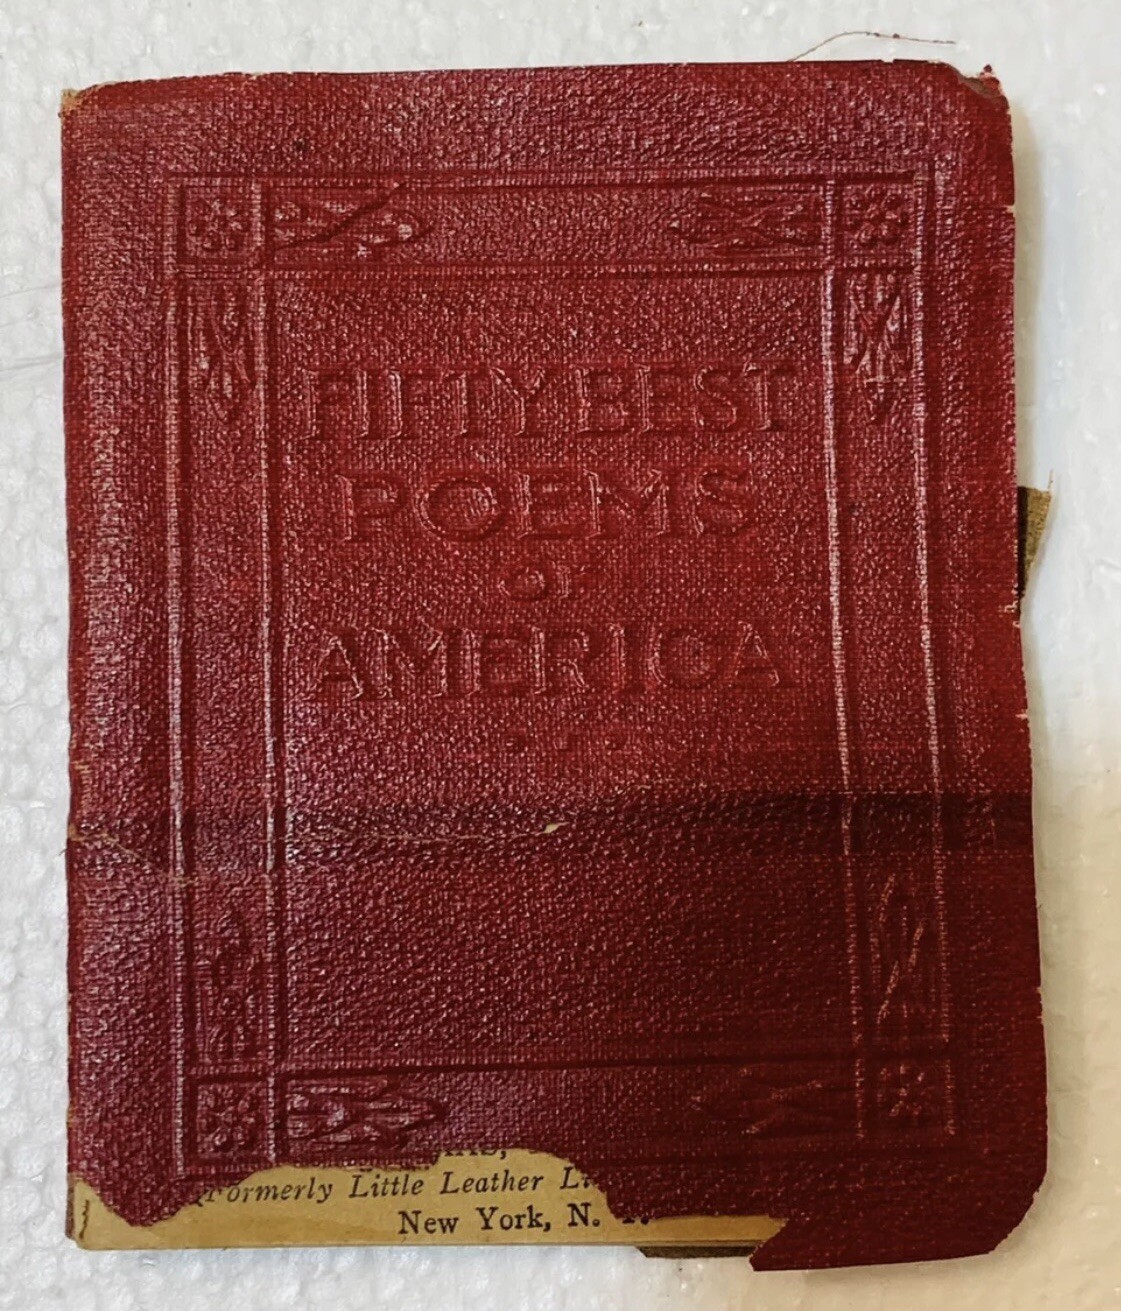 FIFTY BEST
POEMS
OF
AMERICA
(Formerly Little Leather
New York, N.